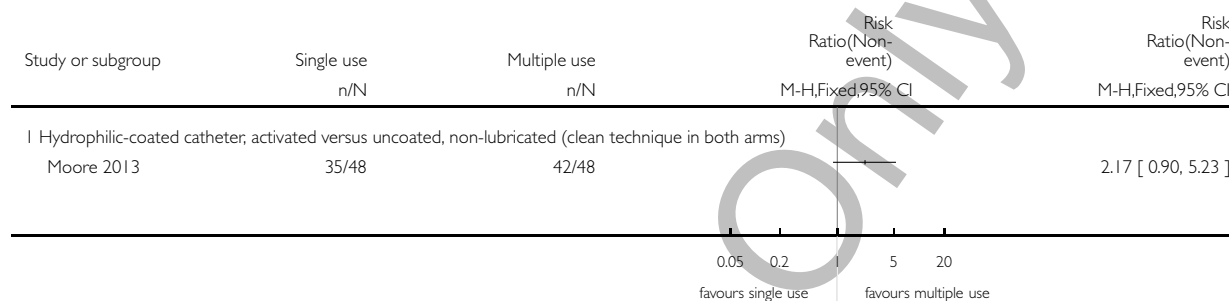 Risk Risk
Ratio(Non- Ratio(Non-
Study or subgroup Single use Multiple use event) event)
n/N n/N M-H,Fixed,95% CI M-H,Fixed,95% CI
1 Hydrophilic-coated catheter, activated versus uncoated, non-lubricated (clean technique in both arms)
Moore 2013 35/48 42/48 2.17 [ 0.90, 5.23 ]
0.05 0.2 1 5 20
favours single use favours multiple use
Only